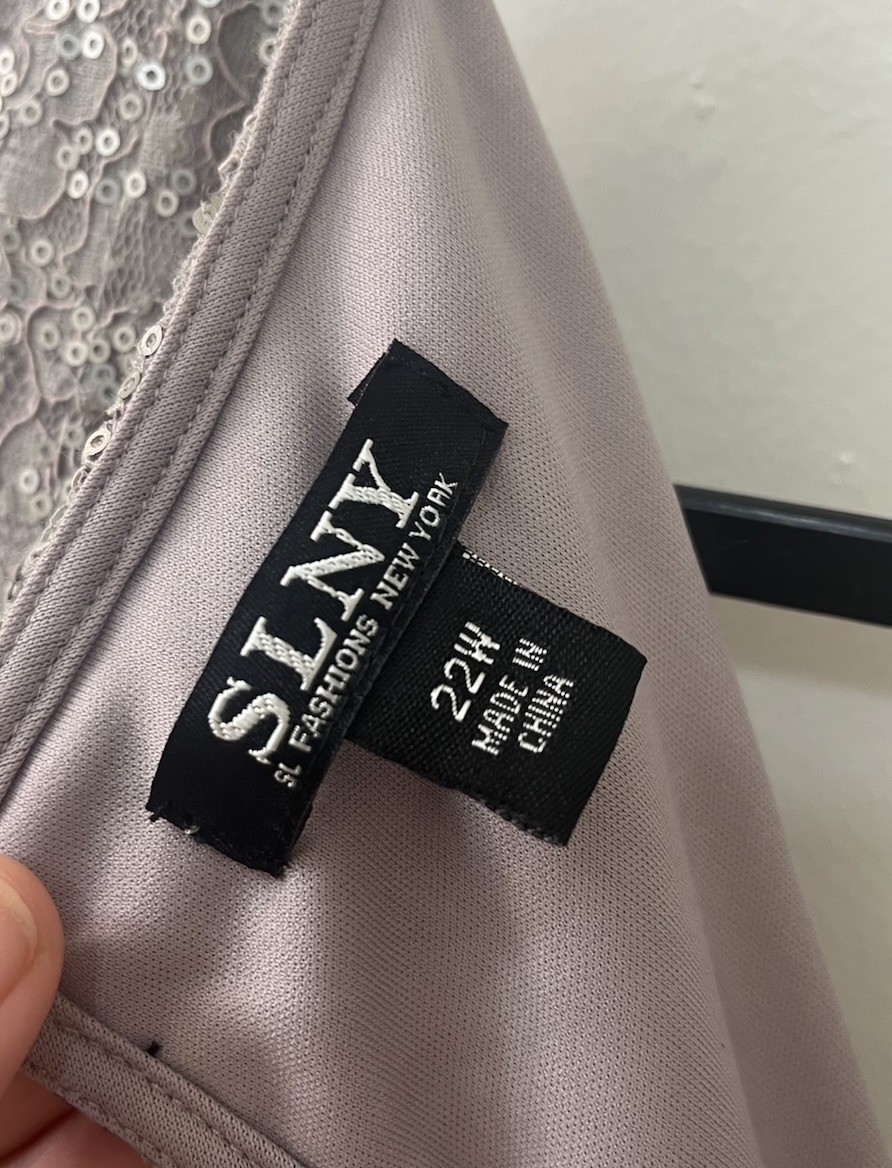 SLNY
SL FASHIONS NEW YORK
22W
MADE IN
CHINA